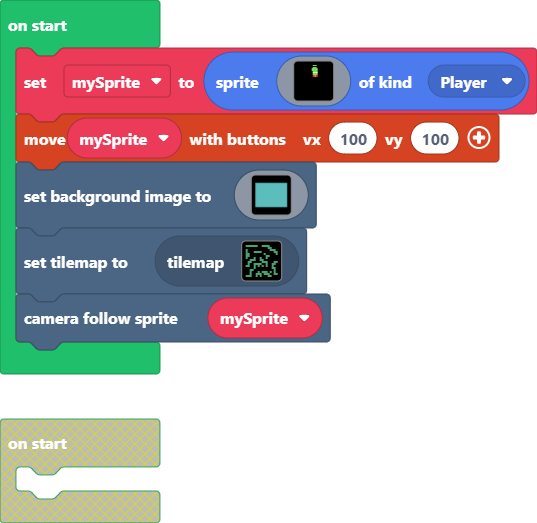 on start
set mySprite to sprite of kind Player
move mySprite with buttons vx 100 vy 100
set background image to
set tilemap to tilemap
camera follow sprite mySprite
on start